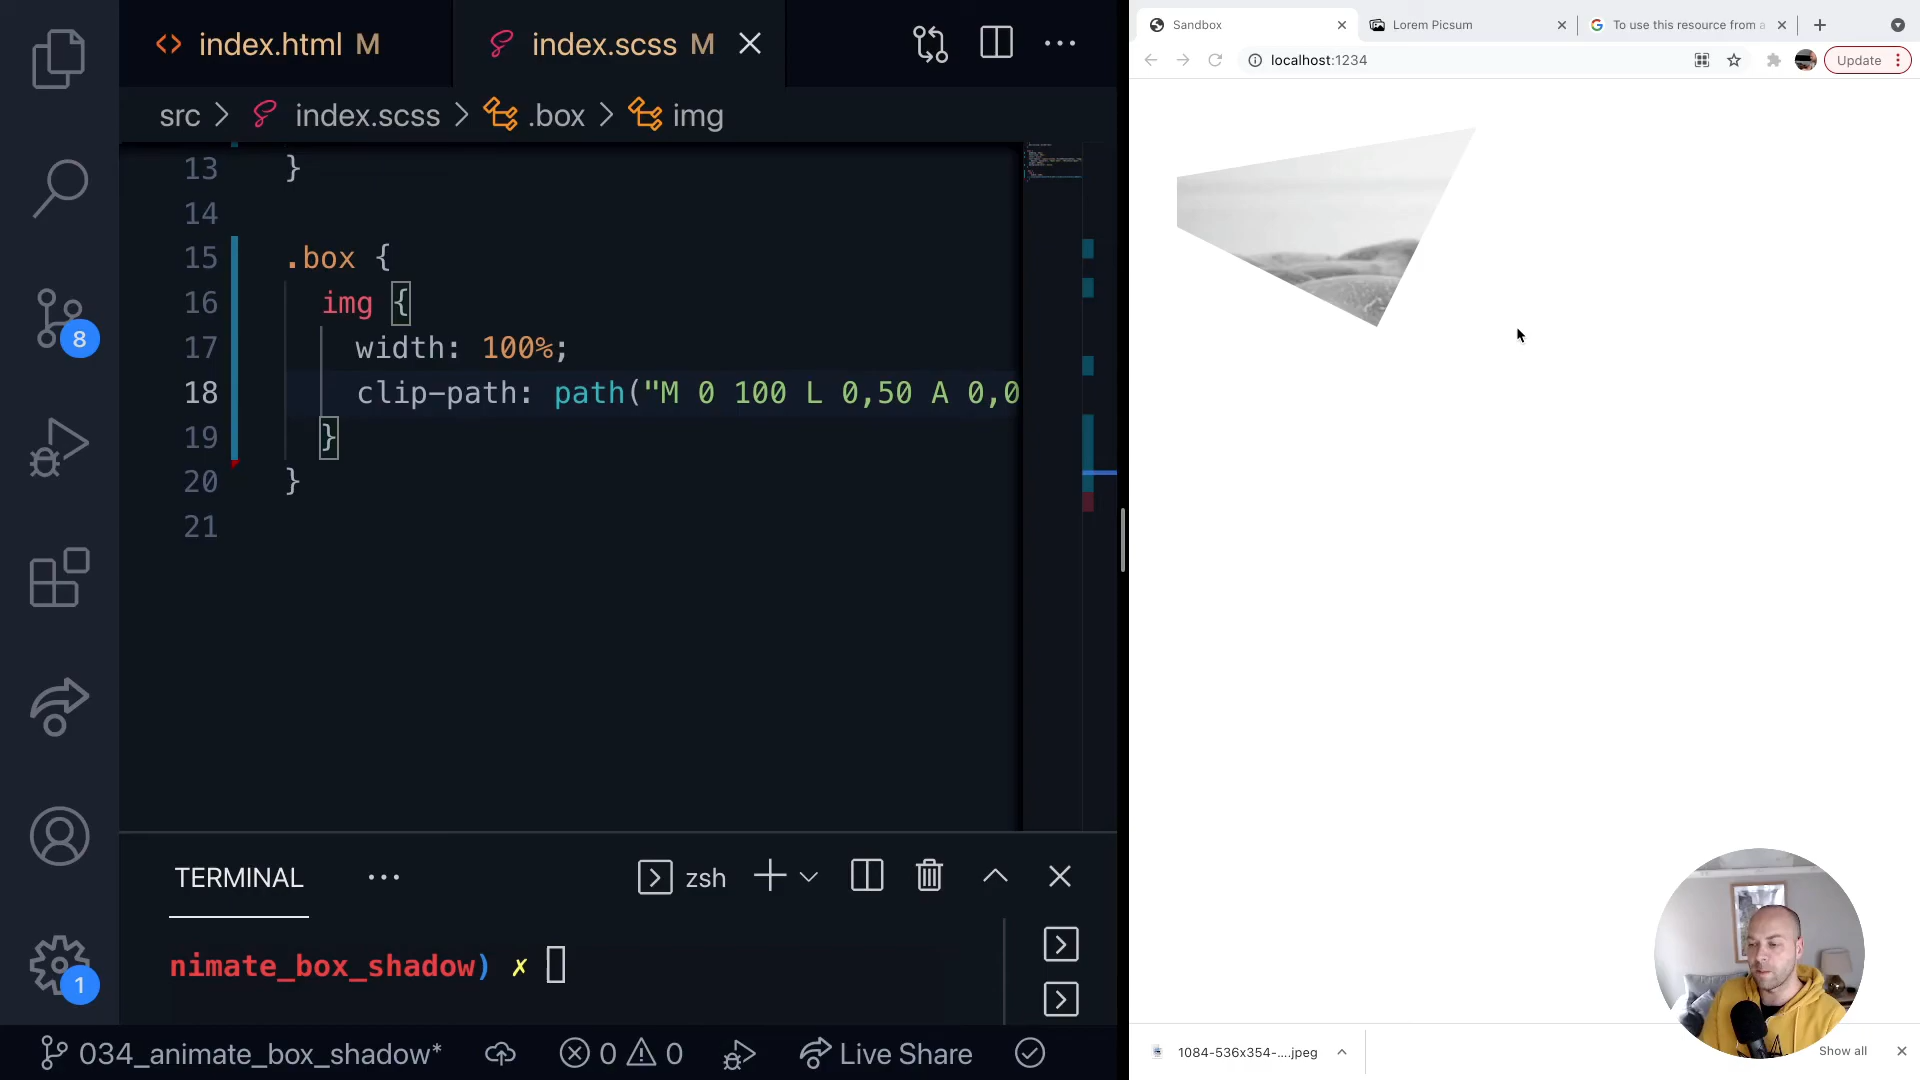 index.html M
index.scss M
src > index.scss > .box > img
13 }
14
15 .box {
16 img {
17 width: 100%;
18 clip-path: path("M 0 100 L 0,50 A 0,0
19 }
20 }
21
TERMINAL
zsh
nimate_box_shadow) ✗
8
1
034_animate_box_shadow*
0
0
Live Share
Sandbox
Lorem Picsum
To use this resource from a
localhost:1234
Update
1084-536x354-....jpeg
Show all